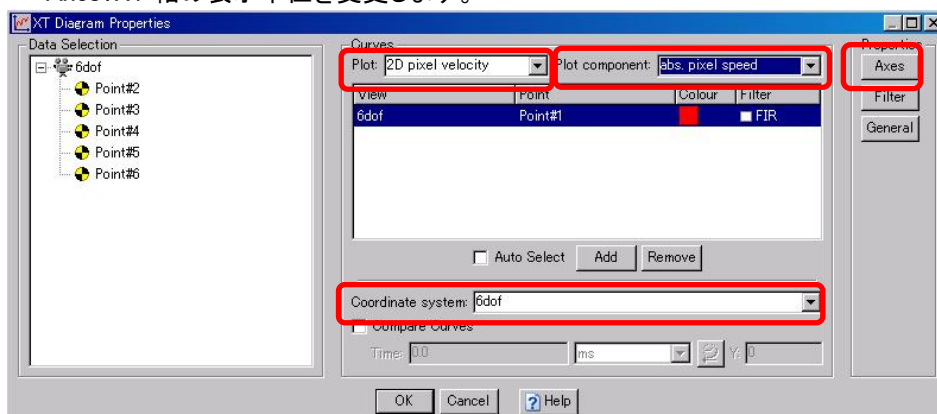 XT Diagram Properties
Data Selection
6dof
Point#2
Point#3
Point#4
Point#5
Point#6
Curves
Plot: 2D pixel velocity Plot component: abs. pixel speed
View Point Colour Filter
6dof Point#1 FIR
Auto Select Add Remove
Coordinate system: 6dof
Compare Curves
Time: 0.0 ms Y: 0
Properties
Axes
Filter
General
OK Cancel Help